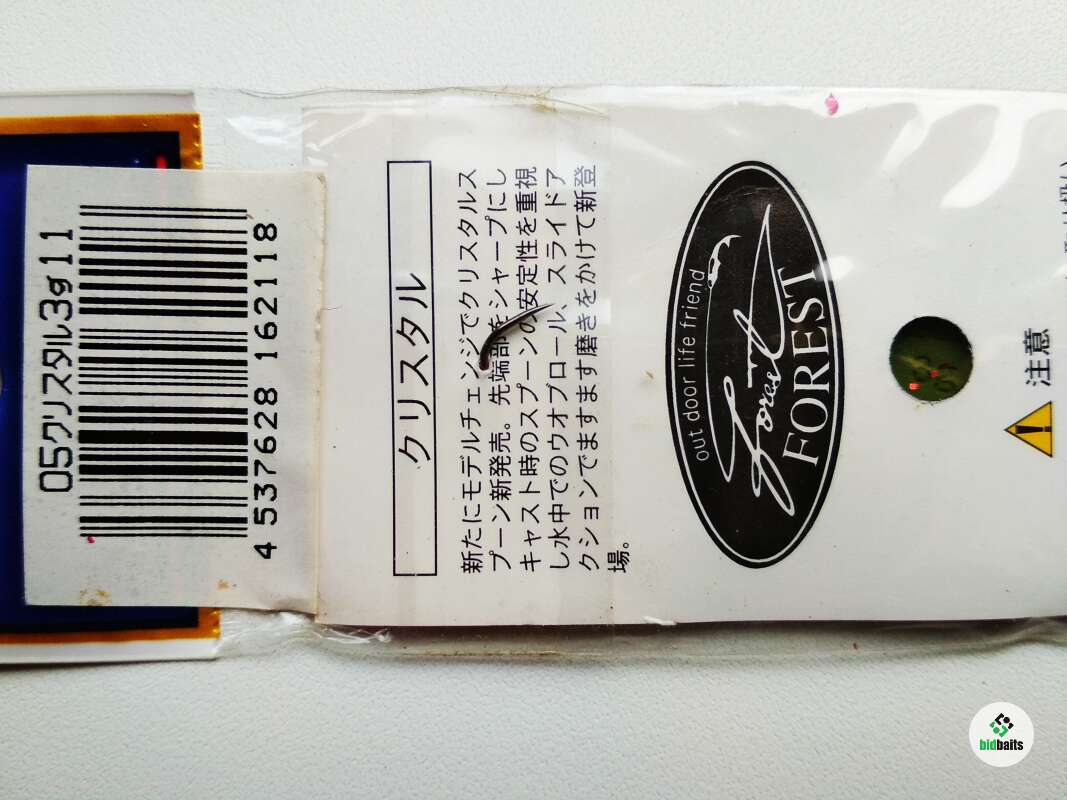 05クリスタル3g11
4 537628 162118
クリスタル
新たにモデルチェンジでクリスタルス
プーン新発売。先端部をシャープにし
キャスト時のスプーンの安定性を重視
し水中でのウオブロール、スライドア
クションでますます磨きをかけて新登
場。
out door life friend
Forest
FOREST
注意
bidbaits